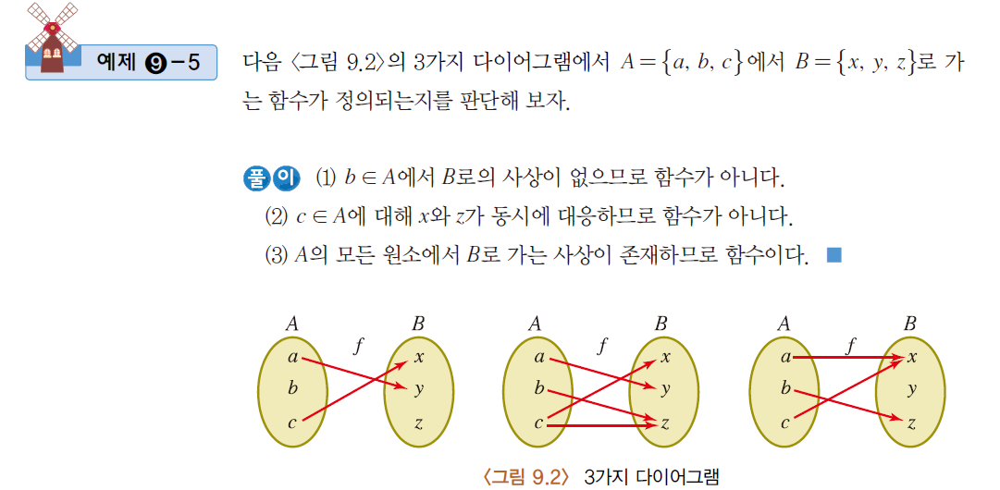 예제 ❾-5
다음 〈그림 9.2〉의 3가지 다이어그램에서 A={a, b, c}에서 B={x, y, z}로 가
는 함수가 정의되는지를 판단해 보자.
풀이 (1) b∈A에서 B로의 사상이 없으므로 함수가 아니다.
(2) c∈A에 대해 x와 z가 동시에 대응하므로 함수가 아니다.
(3) A의 모든 원소에서 B로 가는 사상이 존재하므로 함수이다. ■
A B
f
a x
b y
c z
A B
f
a x
b y
c z
A B
f
a x
b y
c z
〈그림 9.2〉 3가지 다이어그램